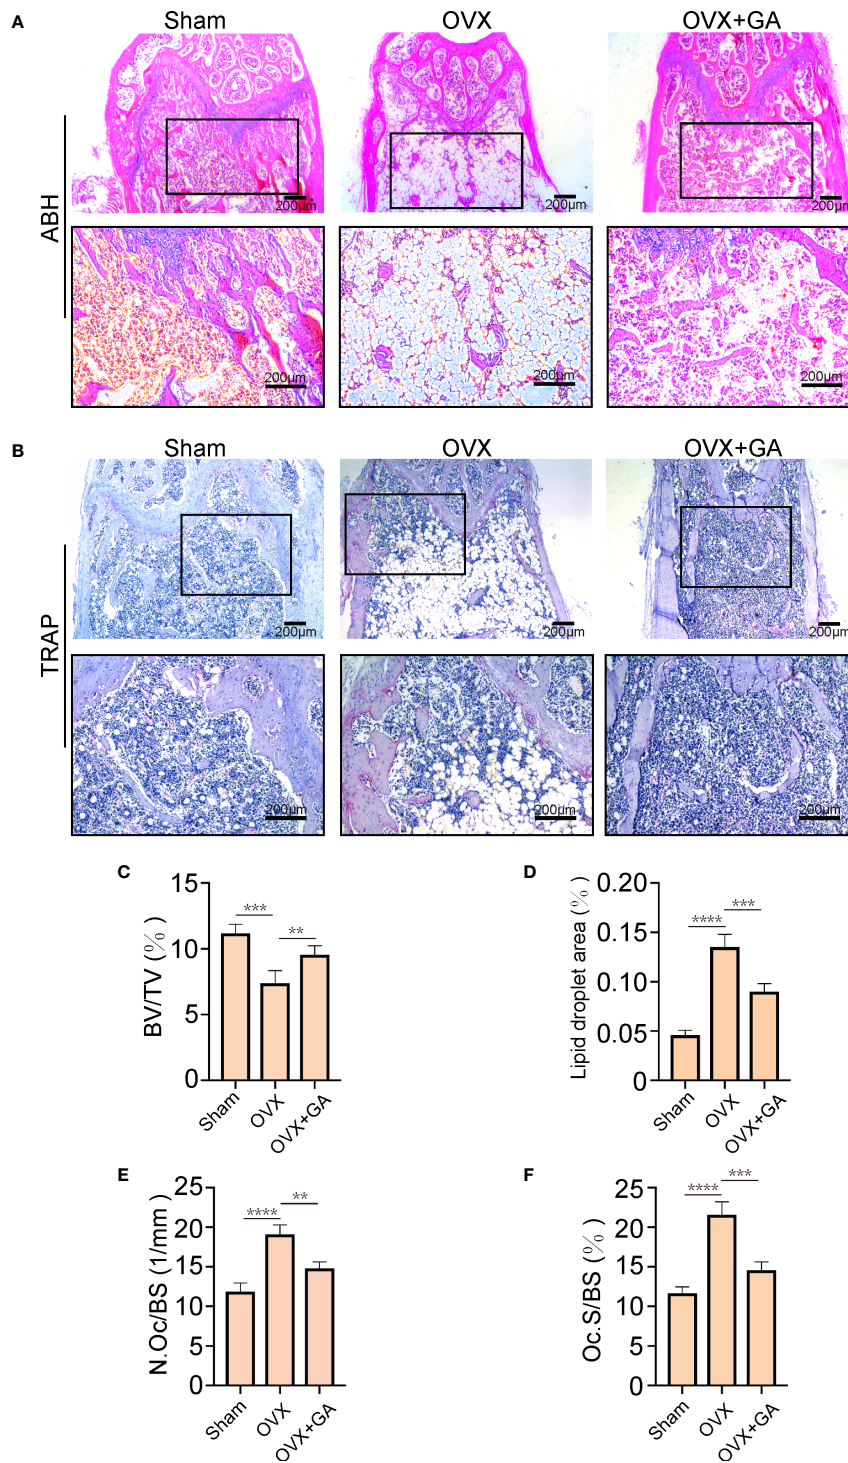 A
Sham
OVX
OVX+GA
ABH
200μm
200μm
200μm
200μm
200μm
200μm
B
Sham
OVX
OVX+GA
TRAP
200μm
200μm
200μm
200μm
200μm
200μm
C
BV/TV (%)
15
10
5
0
***
**
Sham
OVX
OVX+GA
D
Lipid droplet area (%)
0.20
0.15
0.10
0.05
0
****
***
Sham
OVX
OVX+GA
E
N.Oc/BS (1/mm)
25
20
15
10
5
0
****
**
Sham
OVX
OVX+GA
F
Oc.S/BS (%)
25
20
15
10
5
0
****
***
Sham
OVX
OVX+GA